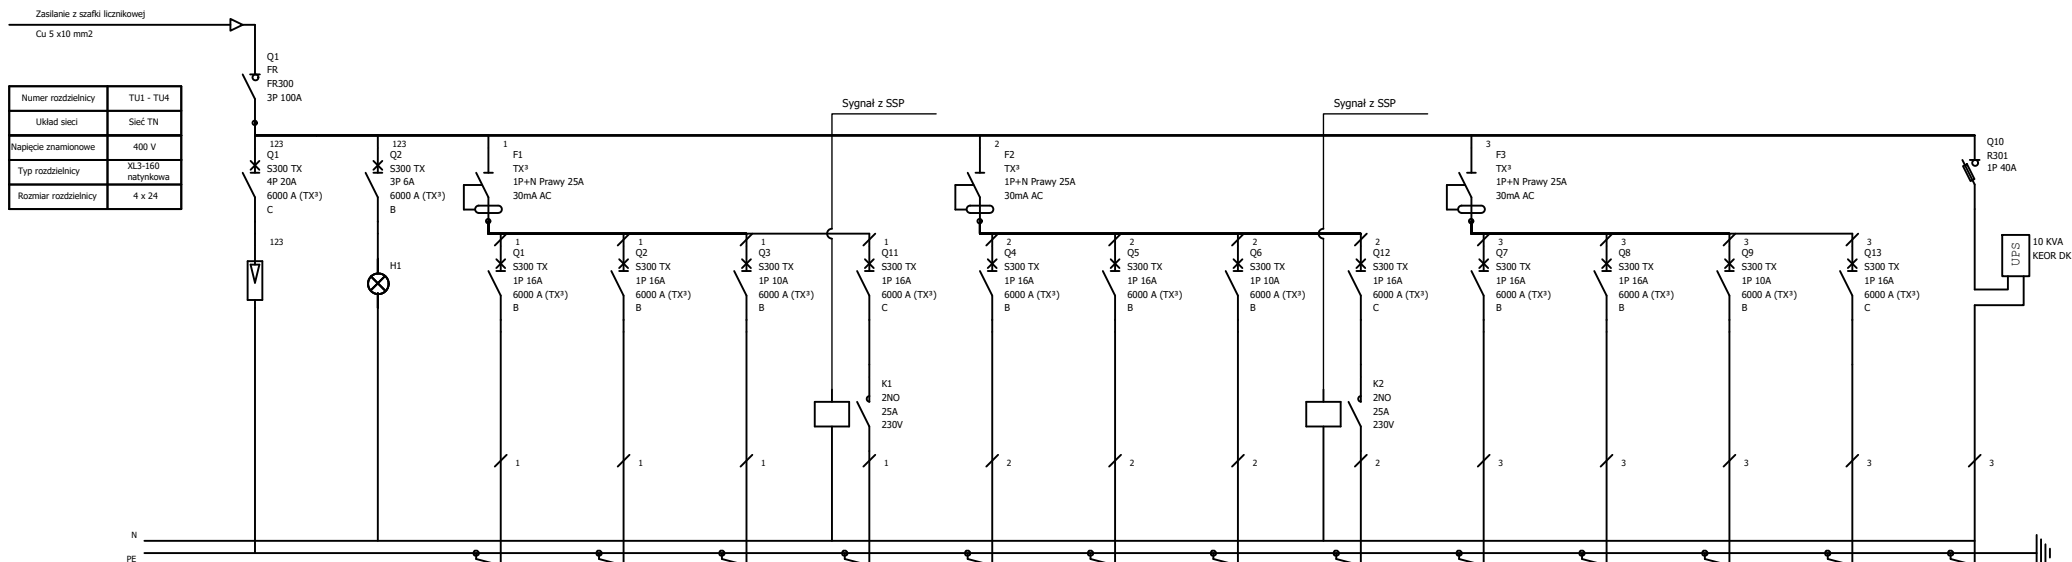 Zasilanie z szafki licznikowej
Cu 5 x10 mm2
Q1
FR
FR300
3P 100A
Numer rozdzielnicy TU1 - TU4
Układ sieci Sieć TN
Napięcie znamionowe 400 V
Typ rozdzielnicy XL3-160 natynkowa
Rozmiar rozdzielnicy 4 x 24
Sygnał z SSP
Sygnał z SSP
123
Q1
S300 TX
4P 20A
6000 A (TX³)
C
123
123
Q2
S300 TX
3P 6A
6000 A (TX³)
B
H1
1
F1
TX³
1P+N Prawy 25A
30mA AC
2
F2
TX³
1P+N Prawy 25A
30mA AC
3
F3
TX³
1P+N Prawy 25A
30mA AC
Q10
R301
1P 40A
UPS
10 KVA
KEOR DK
1
Q1
S300 TX
1P 16A
6000 A (TX³)
B
1
Q2
S300 TX
1P 16A
6000 A (TX³)
B
1
Q3
S300 TX
1P 10A
6000 A (TX³)
B
1
Q11
S300 TX
1P 16A
6000 A (TX³)
C
2
Q4
S300 TX
1P 16A
6000 A (TX³)
B
2
Q5
S300 TX
1P 16A
6000 A (TX³)
B
2
Q6
S300 TX
1P 10A
6000 A (TX³)
B
2
Q12
S300 TX
1P 16A
6000 A (TX³)
C
3
Q7
S300 TX
1P 16A
6000 A (TX³)
B
3
Q8
S300 TX
1P 16A
6000 A (TX³)
B
3
Q9
S300 TX
1P 10A
6000 A (TX³)
B
3
Q13
S300 TX
1P 16A
6000 A (TX³)
C
K1
2NO
25A
230V
K2
2NO
25A
230V
1
1
1
1
2
2
2
2
3
3
3
3
3
N
PE